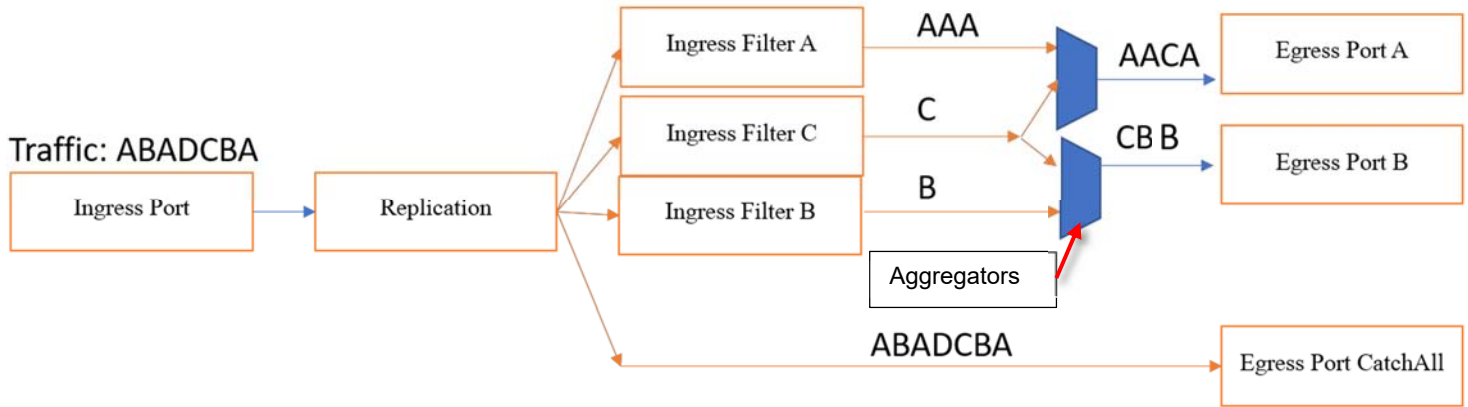 Traffic: ABADCBA
Ingress Port
Replication
Ingress Filter A
Ingress Filter C
Ingress Filter B
AAA
C
B
Aggregators
AACA
CB B
ABADCBA
Egress Port A
Egress Port B
Egress Port CatchAll